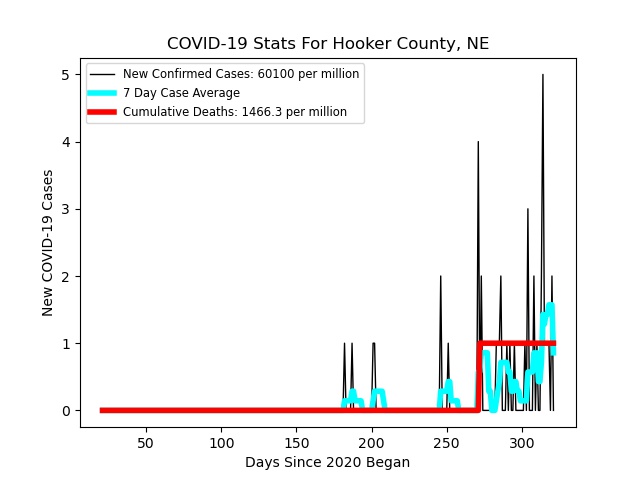 COVID-19 Stats For Hooker County, NE
New Confirmed Cases: 60100 per million
7 Day Case Average
Cumulative Deaths: 1466.3 per million
New COVID-19 Cases
5
4
3
2
1
0
50 100 150 200 250 300
Days Since 2020 Began